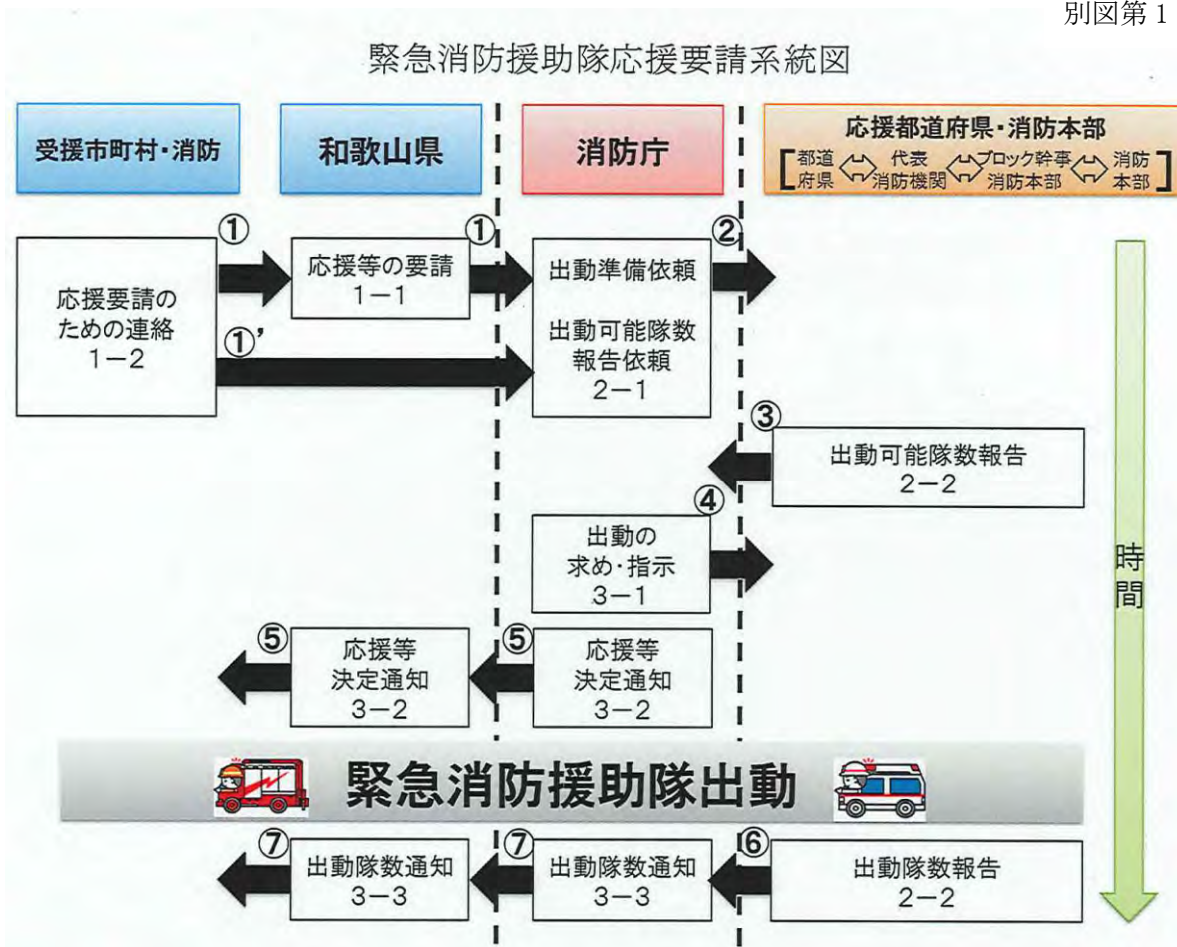 別図第1
緊急消防援助隊応援要請系統図
受援市町村・消防
和歌山県
消防庁
応援都道府県・消防本部
[都道府県⇔代表消防機関⇔ブロック幹事消防本部⇔消防本部]
①
①
②
応援要請の
ための連絡
1-2
応援等の要請
1-1
出動準備依頼
出動可能隊数
報告依頼
2-1
①’
③
出動可能隊数報告
2-2
④
出動の
求め・指示
3-1
時間
⑤
応援等
決定通知
3-2
⑤
応援等
決定通知
3-2
緊急消防援助隊出動
⑦
出動隊数通知
3-3
⑦
出動隊数通知
3-3
⑥
出動隊数報告
2-2